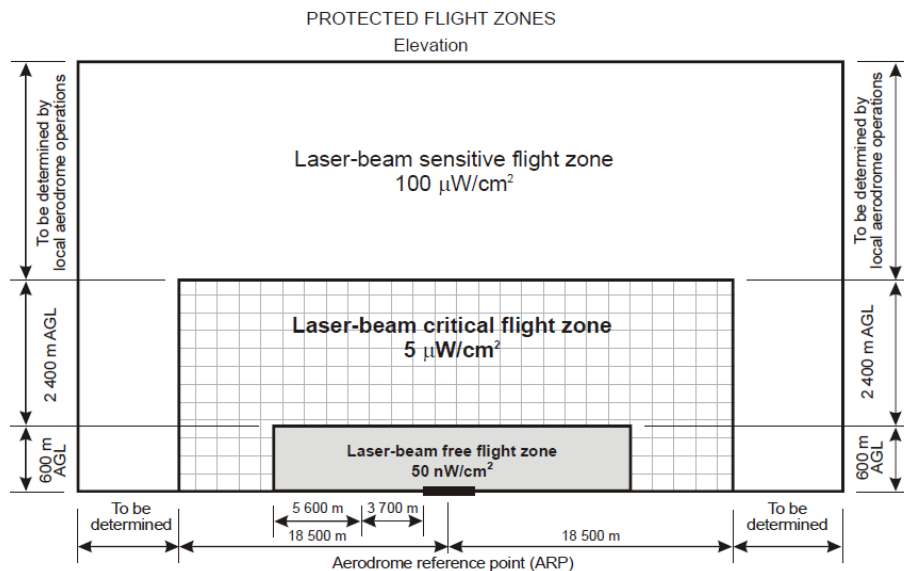 PROTECTED FLIGHT ZONES
Elevation
To be determined by
local aerodrome operations
Laser-beam sensitive flight zone
100 μW/cm²
To be determined by
local aerodrome operations
2 400 m AGL
Laser-beam critical flight zone
5 μW/cm²
2 400 m AGL
600 m
AGL
Laser-beam free flight zone
50 nW/cm²
600 m
AGL
To be
determined
5 600 m
3 700 m
To be
determined
18 500 m
18 500 m
Aerodrome reference point (ARP)